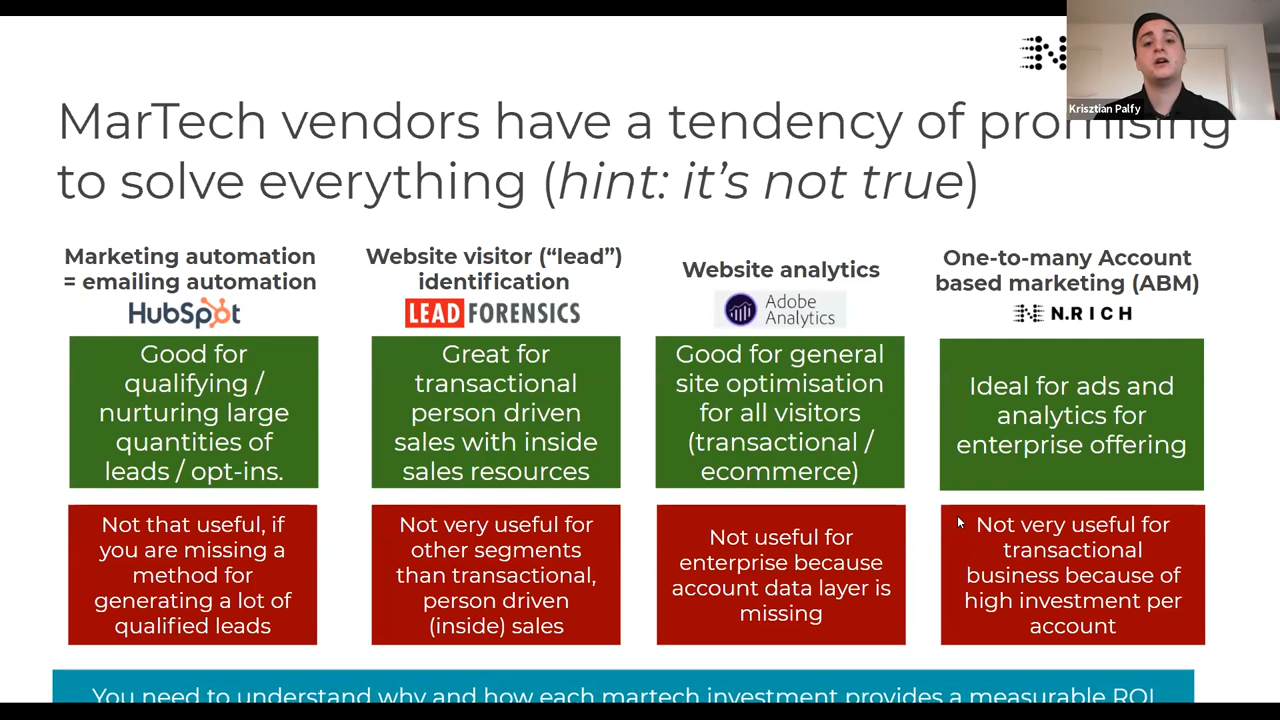 N.
Krisztian Palfy
MarTech vendors have a tendency of promising
to solve everything (hint: it's not true)
Marketing automation
= emailing automation
HubSpot
Good for
qualifying /
nurturing large
quantities of
leads / opt-ins.
Not that useful, if
you are missing a
method for
generating a lot of
qualified leads
Website visitor (“lead”)
identification
LEAD FORENSICS
Great for
transactional
person driven
sales with inside
sales resources
Not very useful for
other segments
than transactional,
person driven
(inside) sales
Website analytics
Adobe
Analytics
Good for general
site optimisation
for all visitors
(transactional /
ecommerce)
Not useful for
enterprise because
account data layer is
missing
One-to-many Account
based marketing (ABM)
N.RICH
Ideal for ads and
analytics for
enterprise offering
Not very useful for
transactional
business because of
high investment per
account
You need to understand why and how each martech investment provides a measurable ROI